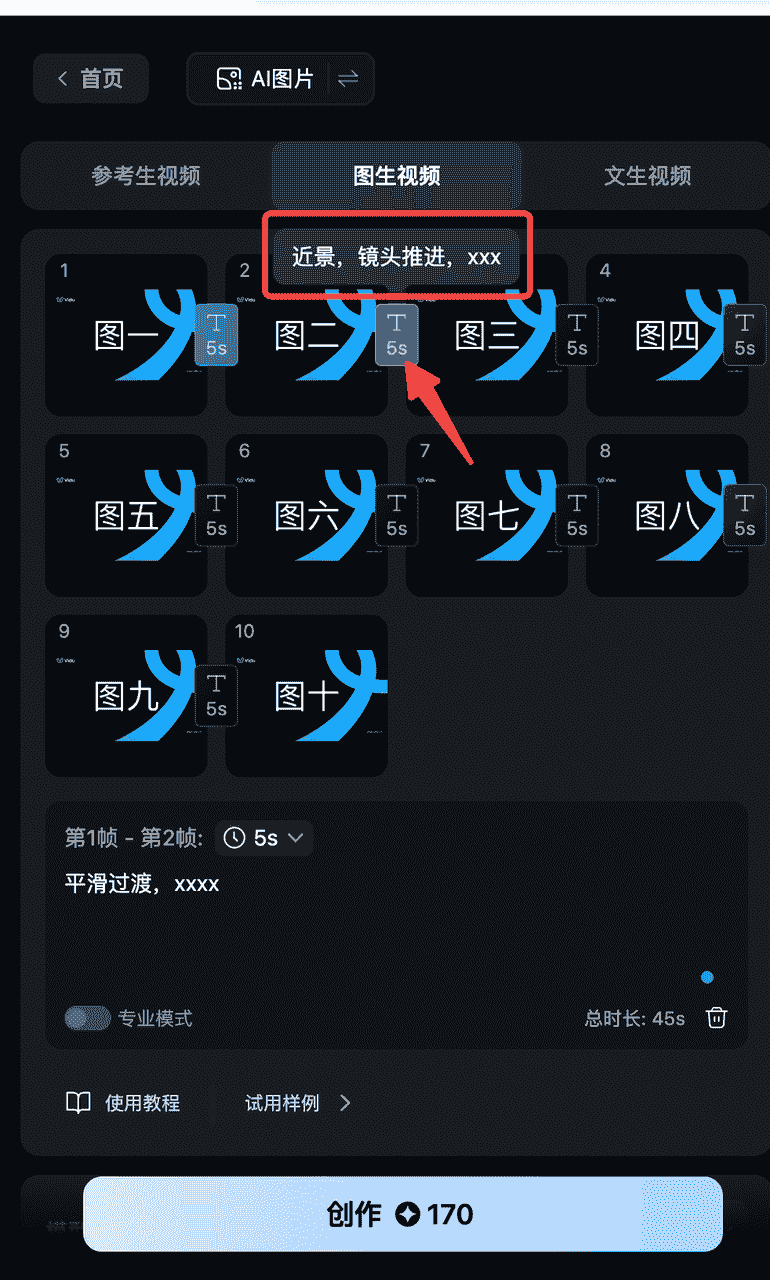 首页
AI图片
参考生视频
图生视频
文生视频
近景，镜头推进，xxx
1
2
4
图一
T
5s
图二
T
5s
图三
T
5s
图四
T
5s
5
6
7
8
图五
T
5s
图六
T
5s
图七
T
5s
图八
T
5s
9
10
图九
T
5s
图十
第1帧 - 第2帧:
5s
平滑过渡，xxxx
专业模式
总时长: 45s
使用教程
试用样例
创作
170